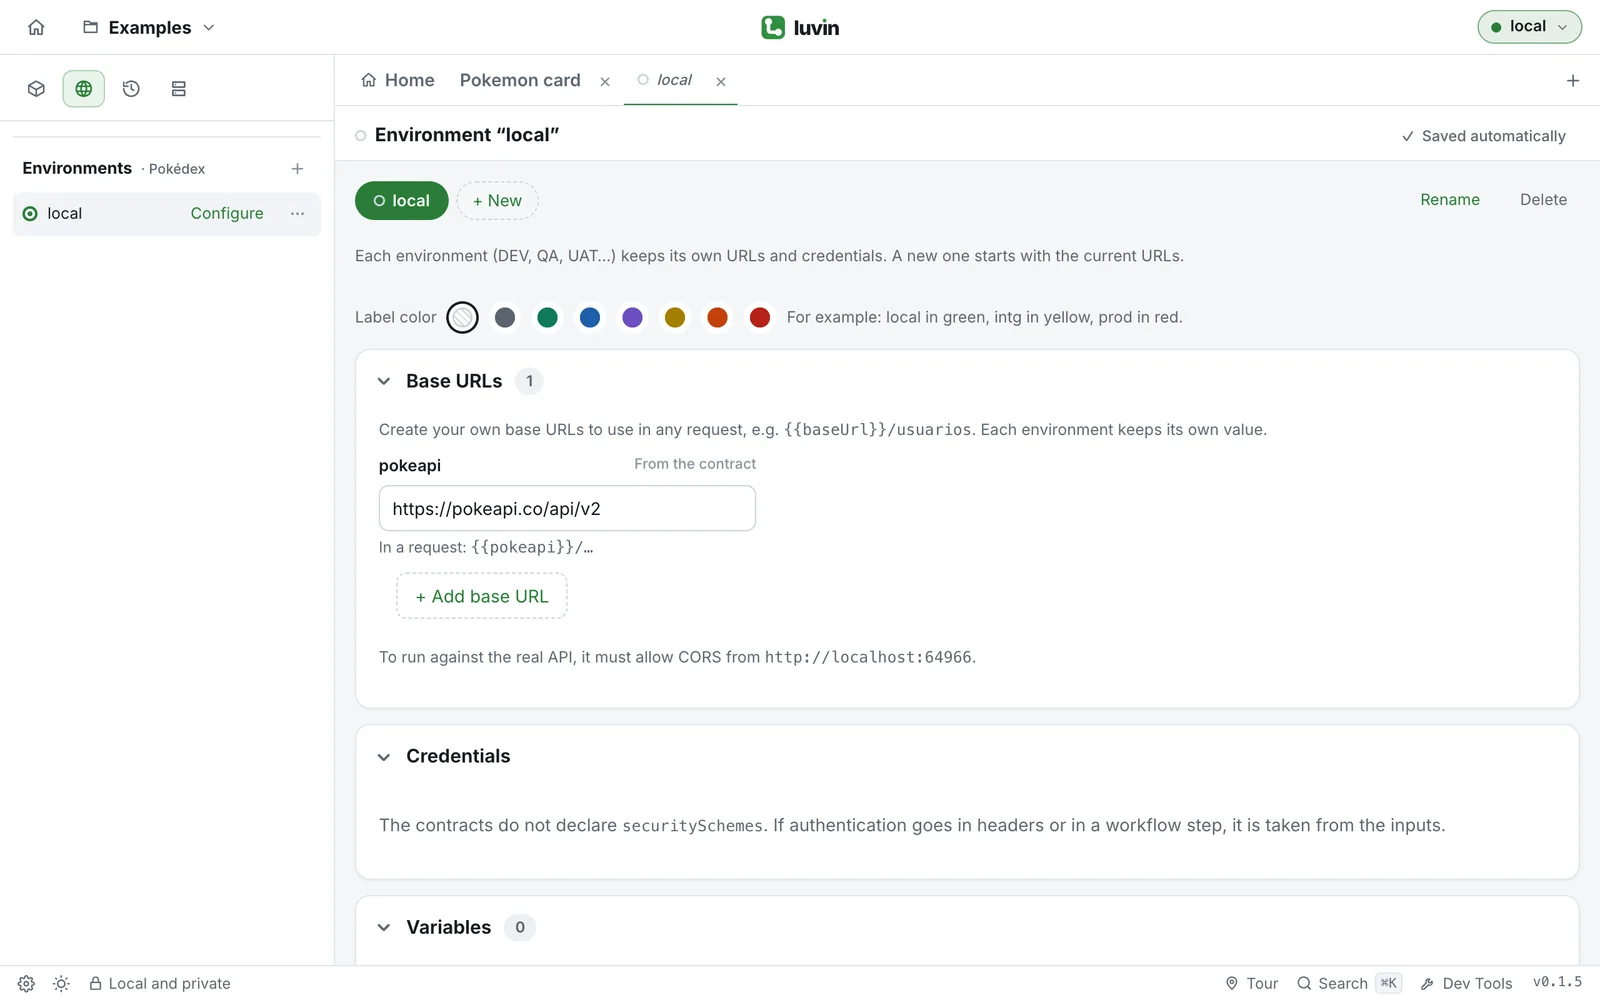 Examples
luvin
local
Home
Pokemon card
local
Environment “local”
Saved automatically
Environments · Pokédex
local
Configure
local
+ New
Rename
Delete
Each environment (DEV, QA, UAT...) keeps its own URLs and credentials. A new one starts with the current URLs.
Label color
For example: local in green, intg in yellow, prod in red.
Base URLs 1
Create your own base URLs to use in any request, e.g. {{baseUrl}}/usuarios. Each environment keeps its own value.
pokeapi
From the contract
https://pokeapi.co/api/v2
In a request: {{pokeapi}}/…
+ Add base URL
To run against the real API, it must allow CORS from http://localhost:64966.
Credentials
The contracts do not declare securitySchemes. If authentication goes in headers or in a workflow step, it is taken from the inputs.
Variables 0
Local and private
Tour
Search ⌘K
Dev Tools
v0.1.5